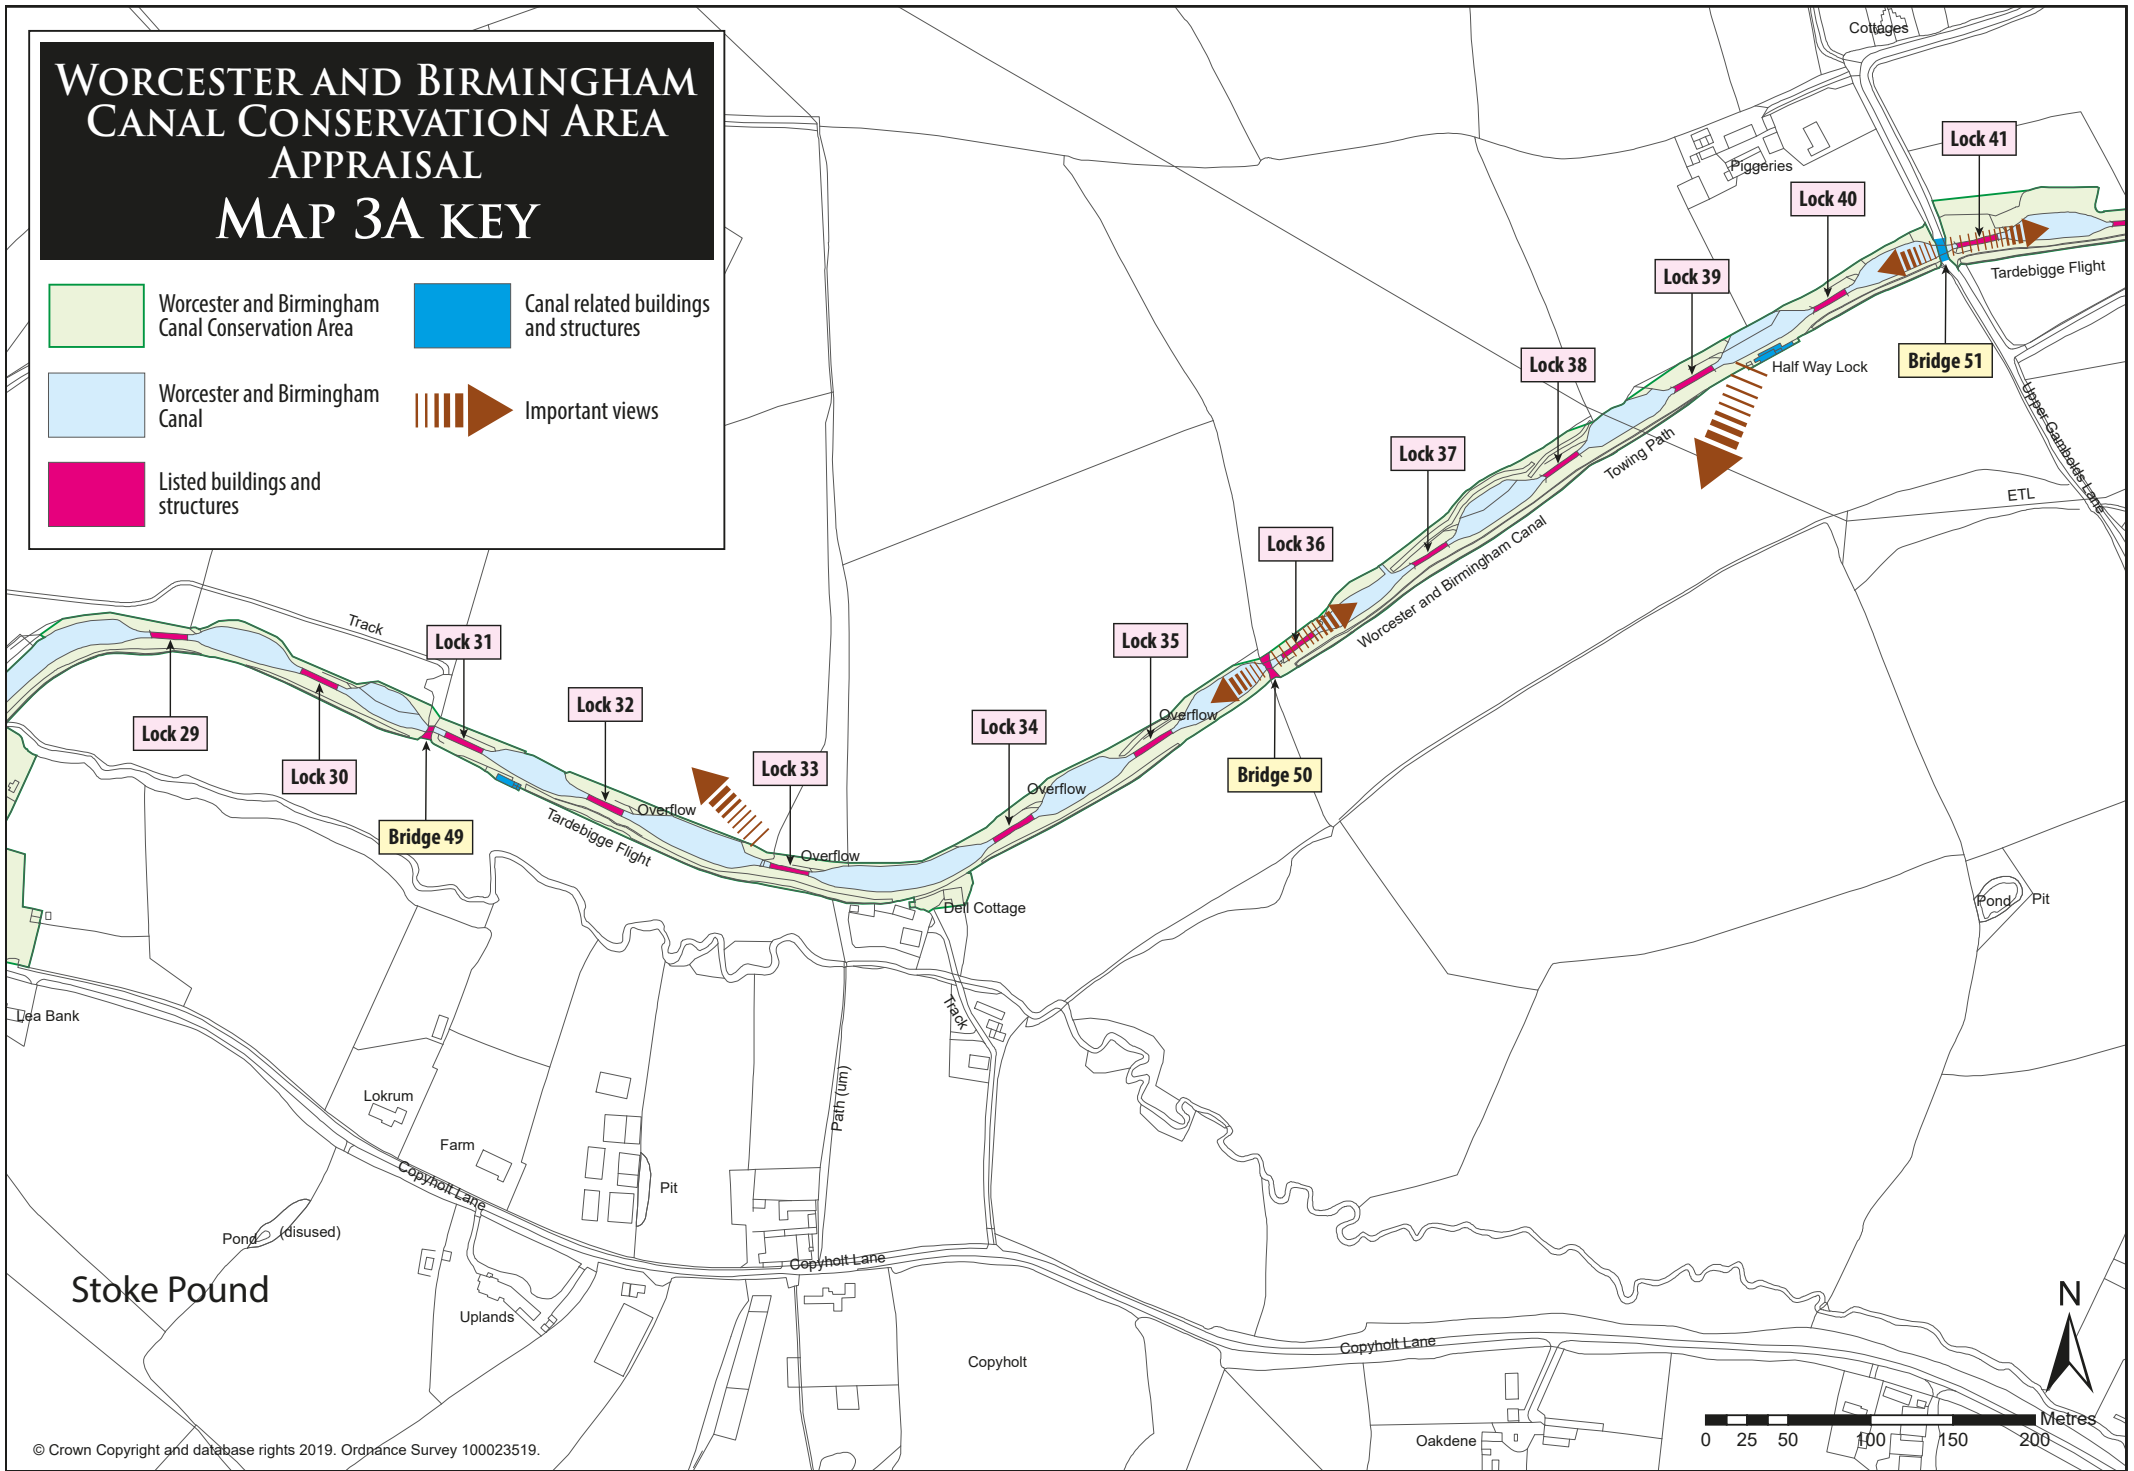 WORCESTER AND BIRMINGHAM
CANAL CONSERVATION AREA
APPRAISAL
MAP 3A KEY
Worcester and Birmingham
Canal Conservation Area
Canal related buildings
and structures
Worcester and Birmingham
Canal
Important views
Listed buildings and
structures
Cottages
Lock 41
Piggeries
Lock 40
Tardebigge Flight
Lock 39
Bridge 51
Half Way Lock
Lock 38
Upper Gambolds Lane
Towing Path
Lock 37
ETL
Lock 36
Worcester and Birmingham Canal
Track
Lock 31
Lock 35
Lock 32
Overflow
Lock 29
Lock 34
Lock 30
Lock 33
Bridge 50
Overflow
Overflow
Bridge 49
Tardebigge Flight
Overflow
Dell Cottage
Pond
Pit
Track
Lea Bank
Path (um)
Lokrum
Farm
Copyholt Lane
Pit
Pond
(disused)
Copyholt Lane
Stoke Pound
Uplands
N
Copyholt Lane
Copyholt
Metres
0 25 50 100 150 200
Oakdene
© Crown Copyright and database rights 2019. Ordnance Survey 100023519.